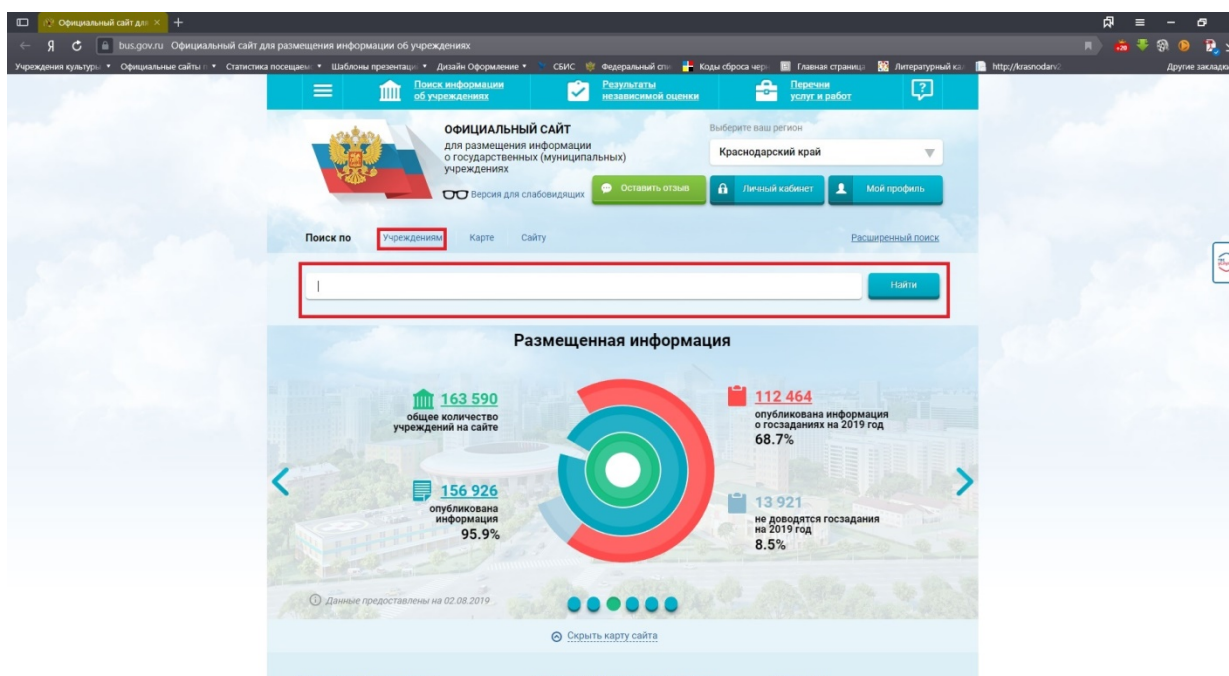 Официальный сайт для
bus.gov.ru Официальный сайт для размещения информации об учреждениях
Учреждения культуры Официальные сайты Статистика посещаем Шаблоны презентаци Дизайн Оформление СБИС Федеральный сп Коды сброса чер Главная страница Литературный ка http://krasnodarv2 Другие закладки
Поиск информации
об учреждениях
Результаты
независимой оценки
Перечни
услуг и работ
ОФИЦИАЛЬНЫЙ САЙТ
для размещения информации
о государственных (муниципальных)
учреждениях
Версия для слабовидящих
Оставить отзыв
Выберите ваш регион
Краснодарский край
Личный кабинет
Мой профиль
Поиск по Учреждениям Карте Сайту Расширенный поиск
Найти
Размещенная информация
163 590
общее количество
учреждений на сайте
156 926
опубликована
информация
95.9%
112 464
опубликована информация
о госзаданиях на 2019 год
68.7%
13 921
не доводятся госзадания
на 2019 год
8.5%
Данные предоставлены на 02.08.2019
Скрыть карту сайта